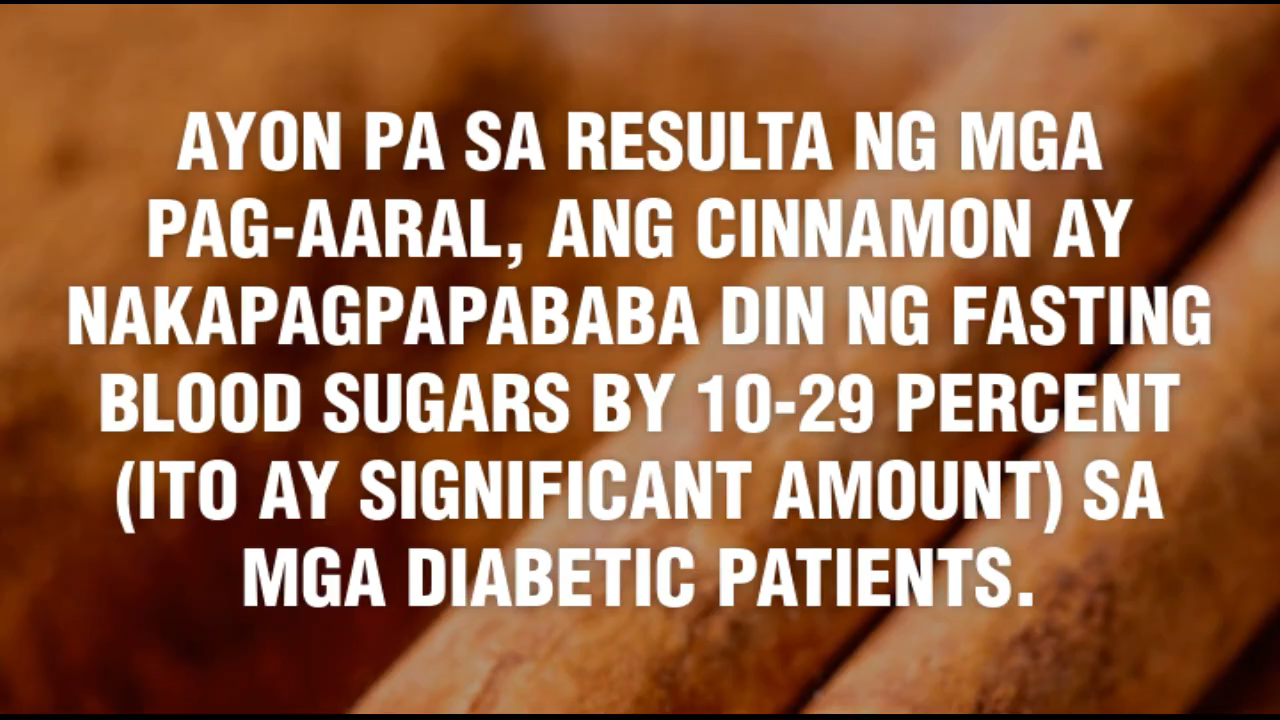 AYON PA SA RESULTA NG MGA
PAG-AARAL, ANG CINNAMON AY
NAKAPAGPAPABABA DIN NG FASTING
BLOOD SUGARS BY 10-29 PERCENT
(ITO AY SIGNIFICANT AMOUNT) SA
MGA DIABETIC PATIENTS.